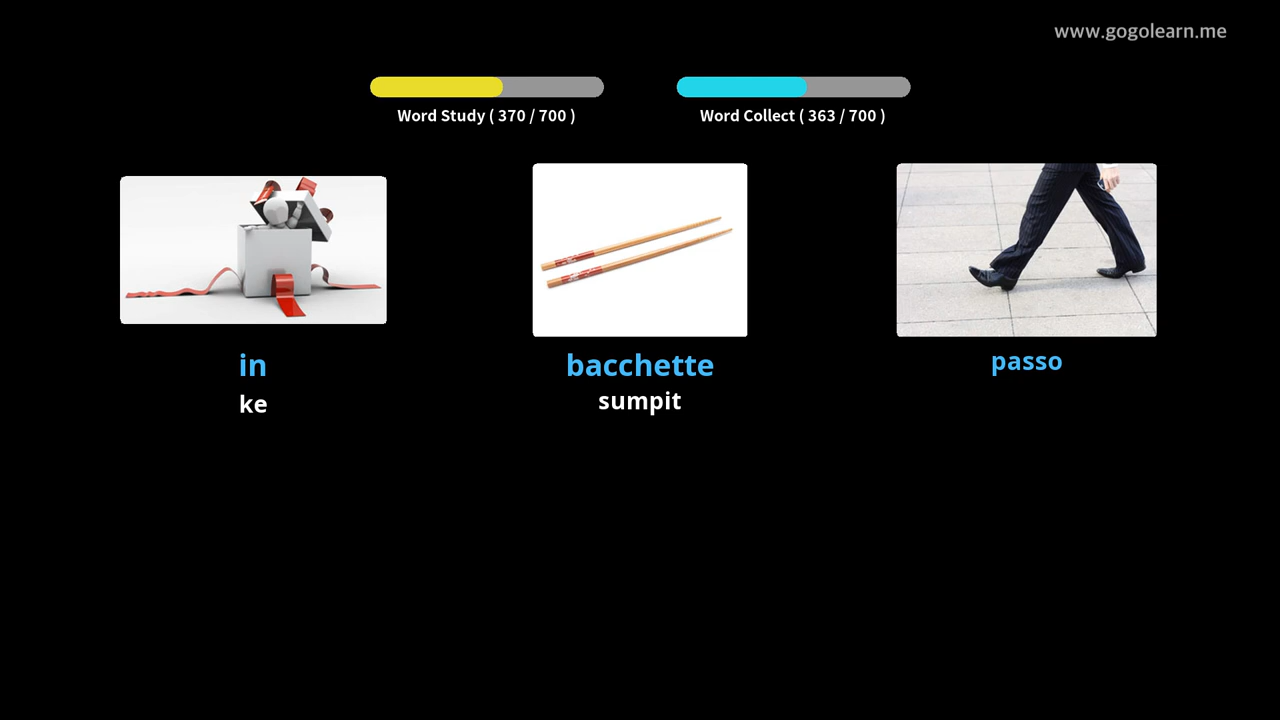 www.gogolearn.me
Word Study ( 370 / 700 )
Word Collect ( 363 / 700 )
in
ke
bacchette
sumpit
passo